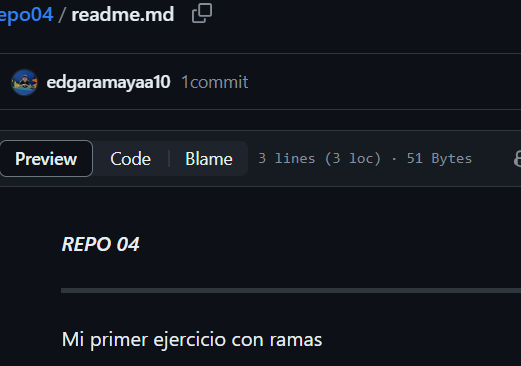 epo04 / readme.md
edgaramayaa10 1commit
Preview Code Blame 3 lines (3 loc) · 51 Bytes
REPO 04
Mi primer ejercicio con ramas